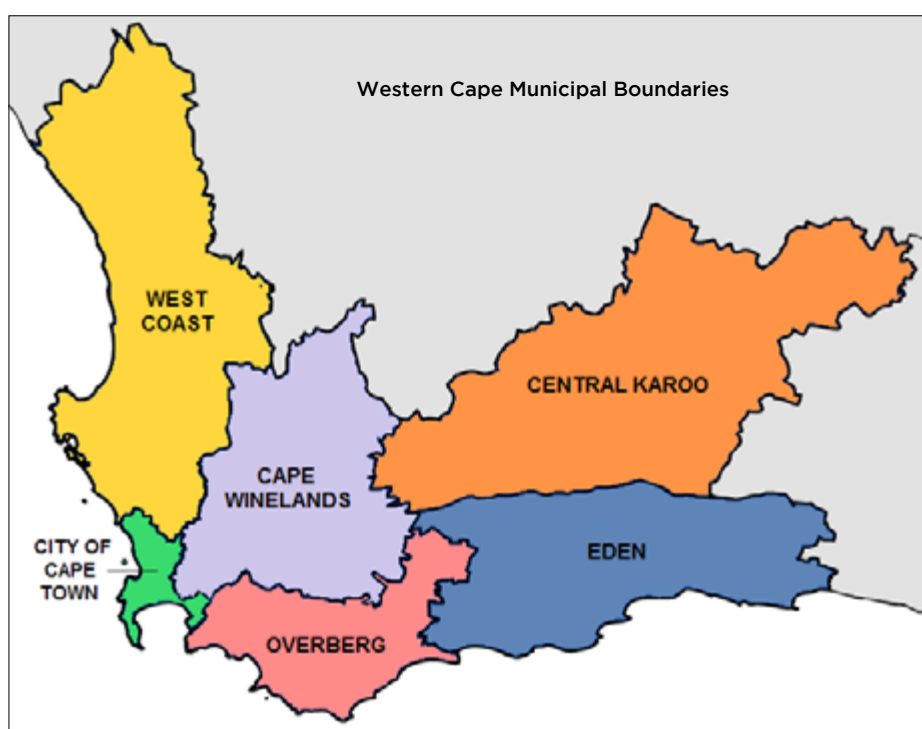 Western Cape Municipal Boundaries
WEST
COAST
CENTRAL KAROO
CAPE
WINELANDS
CITY OF
CAPE
TOWN
EDEN
OVERBERG